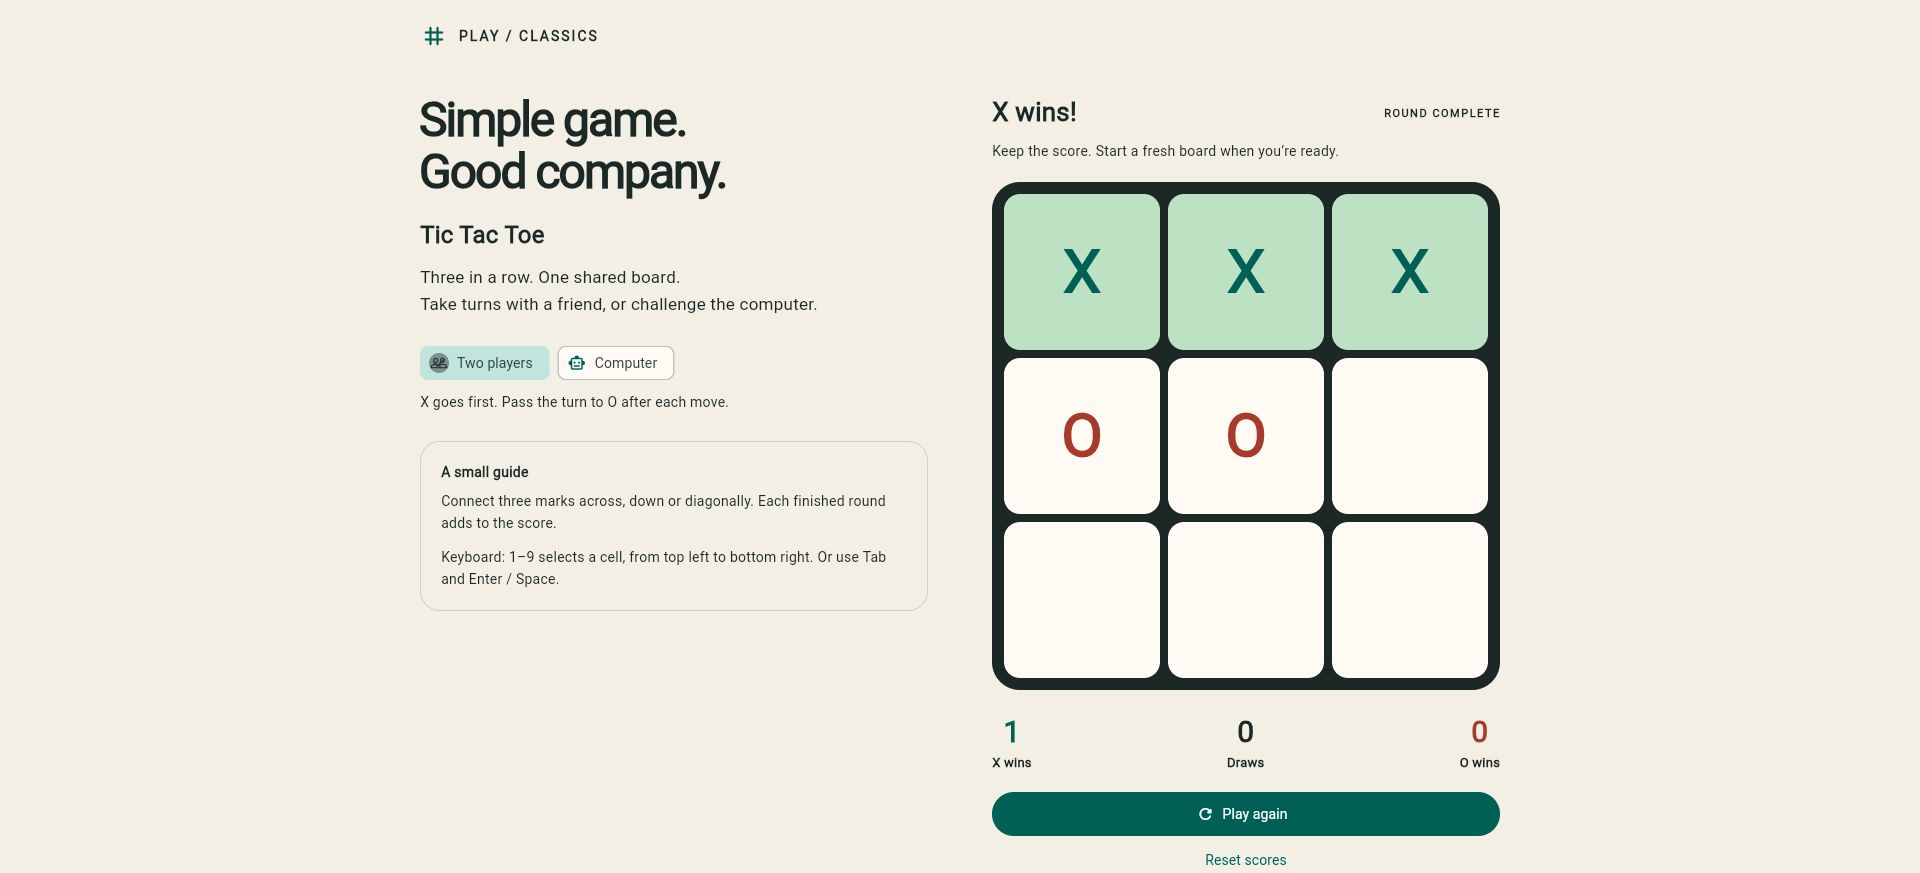 PLAY / CLASSICS
Simple game.
Good company.
Tic Tac Toe
Three in a row. One shared board.
Take turns with a friend, or challenge the computer.
Two players
Computer
X goes first. Pass the turn to O after each move.
A small guide
Connect three marks across, down or diagonally. Each finished round
adds to the score.
Keyboard: 1–9 selects a cell, from top left to bottom right. Or use Tab
and Enter / Space.
X wins!
ROUND COMPLETE
Keep the score. Start a fresh board when you’re ready.
X X X
O O
1 0 0
X wins Draws O wins
Play again
Reset scores